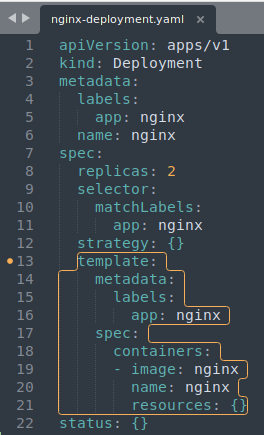 nginx-deployment.yaml ×
1 apiVersion: apps/v1
2 kind: Deployment
3 metadata:
4   labels:
5     app: nginx
6   name: nginx
7 spec:
8   replicas: 2
9   selector:
10     matchLabels:
11       app: nginx
12   strategy: {}
13   template:
14     metadata:
15       labels:
16         app: nginx
17     spec:
18       containers:
19       - image: nginx
20         name: nginx
21         resources: {}
22 status: {}